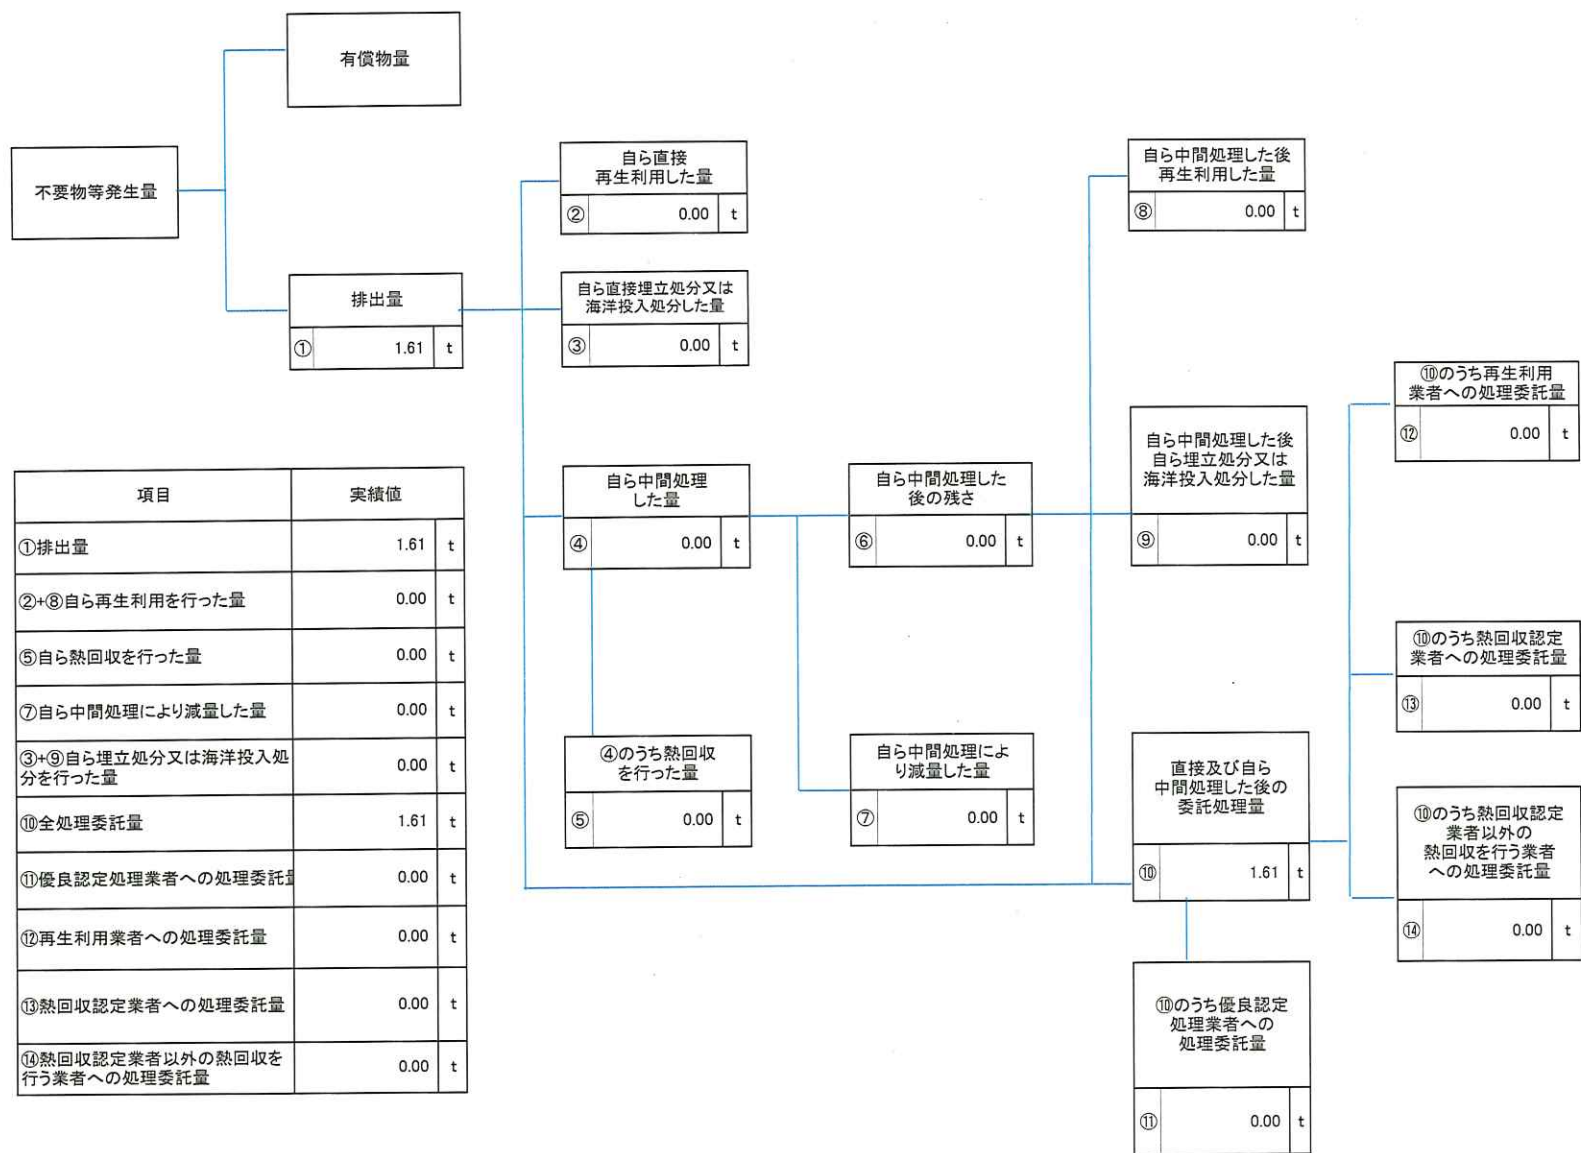 有償物量
不要物等発生量
排出量
① 1.61 t
自ら直接
再生利用した量
② 0.00 t
自ら直接埋立処分又は
海洋投入処分した量
③ 0.00 t
自ら中間処理
した量
④ 0.00 t
④のうち熱回収
を行った量
⑤ 0.00 t
自ら中間処理した
後の残さ
⑥ 0.00 t
自ら中間処理によ
り減量した量
⑦ 0.00 t
自ら中間処理した後
再生利用した量
⑧ 0.00 t
自ら中間処理した後
自ら埋立処分又は
海洋投入処分した量
⑨ 0.00 t
直接及び自ら
中間処理した後の
委託処理量
⑩ 1.61 t
⑩のうち優良認定
処理業者への
処理委託量
⑪ 0.00 t
⑩のうち再生利用
業者への処理委託量
⑫ 0.00 t
⑩のうち熱回収認定
業者への処理委託量
⑬ 0.00 t
⑩のうち熱回収認定
業者以外の
熱回収を行う業者
への処理委託量
⑭ 0.00 t
項目 実績値
①排出量 1.61 t
②+⑧自ら再生利用を行った量 0.00 t
⑤自ら熱回収を行った量 0.00 t
⑦自ら中間処理により減量した量 0.00 t
③+⑨自ら埋立処分又は海洋投入処
分を行った量 0.00 t
⑩全処理委託量 1.61 t
⑪優良認定処理業者への処理委託 0.00 t
⑫再生利用業者への処理委託量 0.00 t
⑬熱回収認定業者への処理委託量 0.00 t
⑭熱回収認定業者以外の熱回収を
行う業者への処理委託量 0.00 t